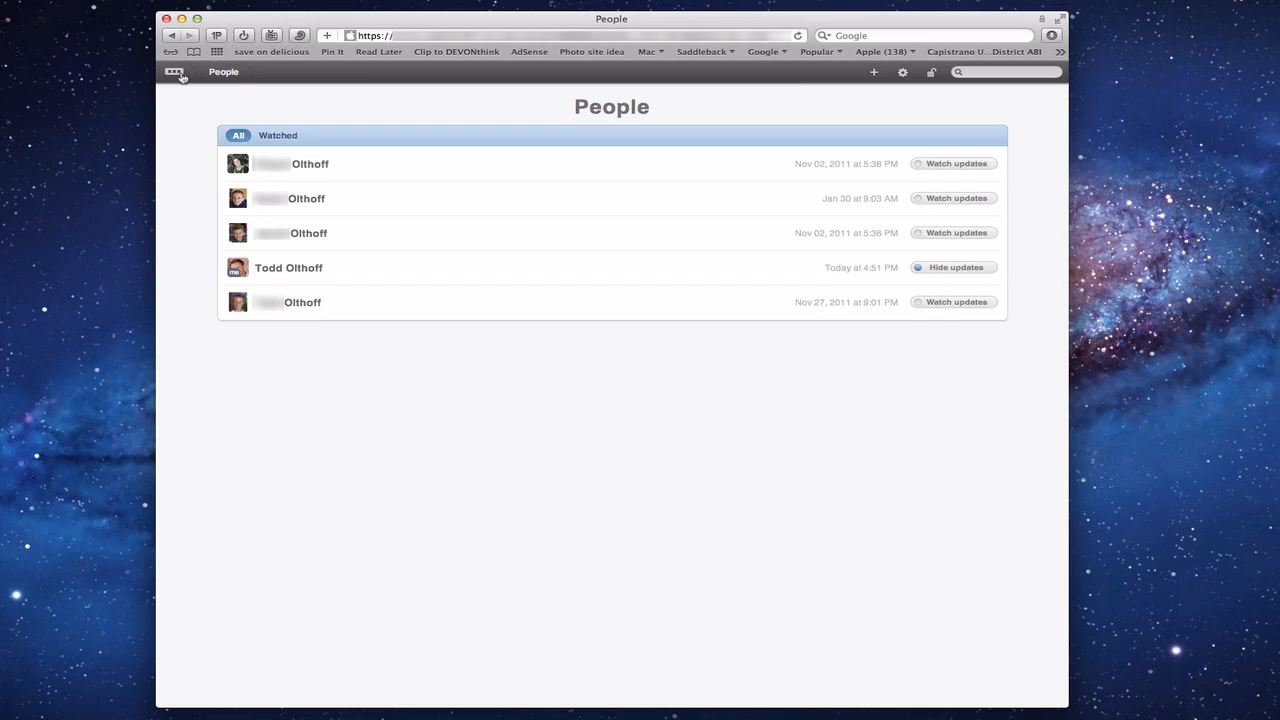 People
1P https:// Google
save on delicious Pin It Read Later Clip to DEVONthink AdSense Photo site idea Mac Saddleback Google Popular Apple (138) Capistrano U...District ABI
People
People
All Watched
Olthoff Nov 02, 2011 at 5:38 PM Watch updates
Olthoff Jan 30 at 9:03 AM Watch updates
Olthoff Nov 02, 2011 at 5:36 PM Watch updates
me Todd Olthoff Today at 4:51 PM Hide updates
Olthoff Nov 27, 2011 at 9:01 PM Watch updates